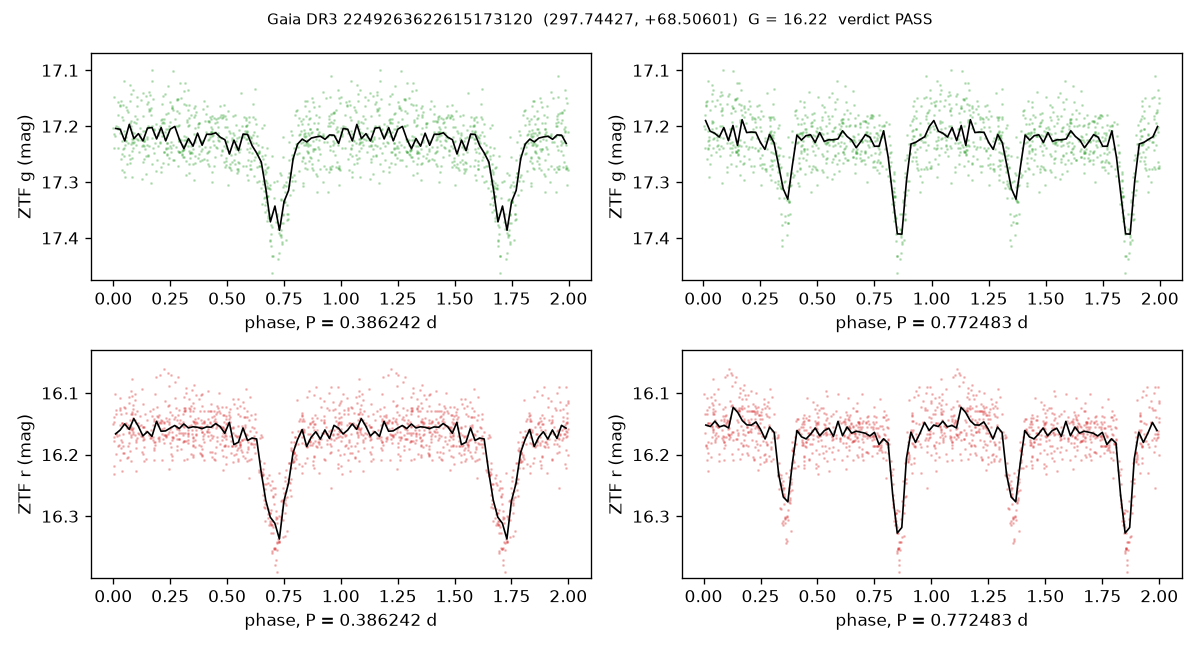 Gaia DR3 2249263622615173120 (297.74427, +68.50601) G = 16.22 verdict PASS
ZTF g (mag)
17.1
17.2
17.3
17.4
0.00 0.25 0.50 0.75 1.00 1.25 1.50 1.75 2.00
phase, P = 0.386242 d
ZTF g (mag)
17.1
17.2
17.3
17.4
0.00 0.25 0.50 0.75 1.00 1.25 1.50 1.75 2.00
phase, P = 0.772483 d
ZTF r (mag)
16.1
16.2
16.3
0.00 0.25 0.50 0.75 1.00 1.25 1.50 1.75 2.00
phase, P = 0.386242 d
ZTF r (mag)
16.1
16.2
16.3
0.00 0.25 0.50 0.75 1.00 1.25 1.50 1.75 2.00
phase, P = 0.772483 d